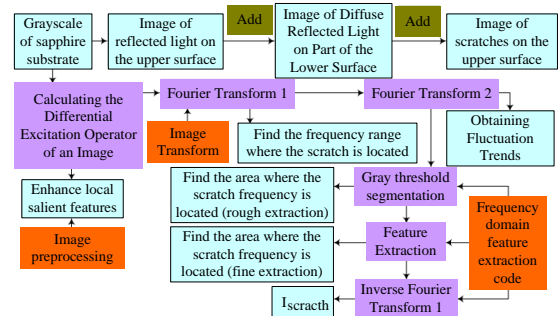 Grayscale
of sapphire
substrate
Image of
reflected light on
the upper surface
Add
Image of Diffuse
Reflected Light
on Part of the
Lower Surface
Add
Image of
scratches on the
upper surface
Calculating the
Differential
Excitation Operator
of an Image
Fourier Transform 1
Fourier Transform 2
Image
Transform
Find the frequency range
where the scratch is located
Obtaining
Fluctuation
Trends
Enhance local
salient features
Image
preprocessing
Find the area where the
scratch frequency is
located (rough extraction)
Gray threshold
segmentation
Find the area where the
scratch frequency is
located (fine extraction)
Feature
Extraction
Frequency
domain
feature
extraction
code
Iscracth
Inverse Fourier
Transform 1